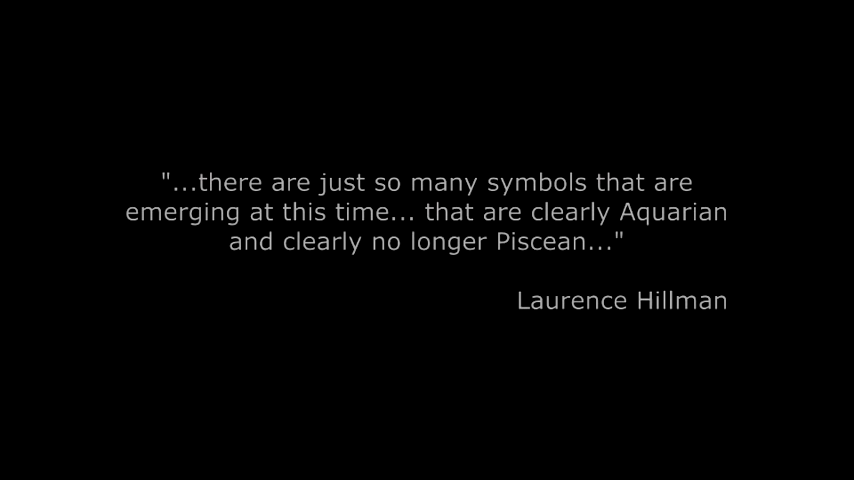 "...there are just so many symbols that are
emerging at this time... that are clearly Aquarian
and clearly no longer Piscean..."
Laurence Hillman